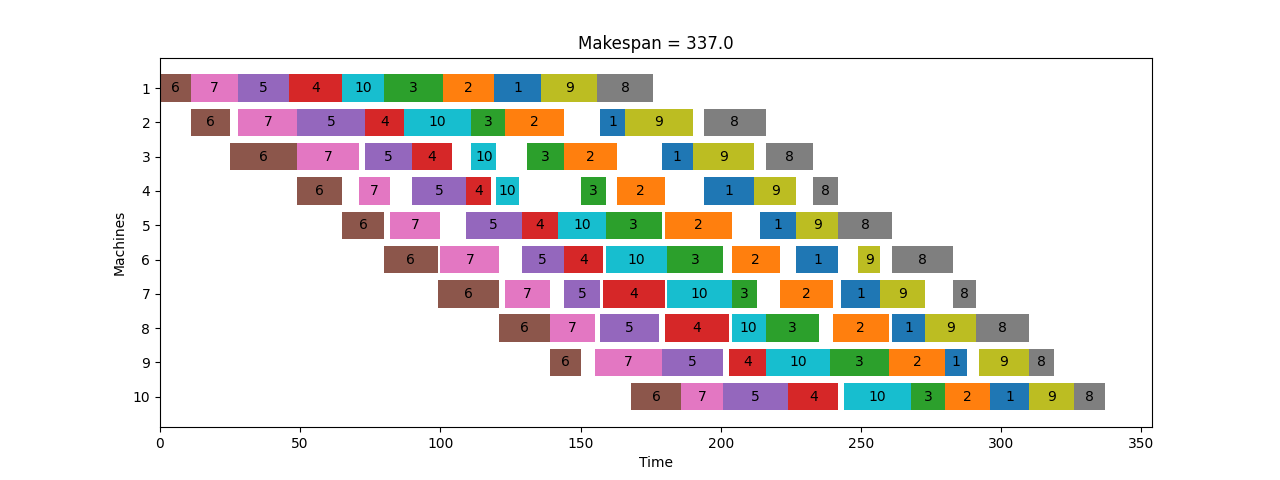 Makespan = 337.0
Machines
1 6 7 5 4 10 3 2 1 9 8
2 6 7 5 4 10 3 2 1 9 8
3 6 7 5 4 10 3 2 1 9 8
4 6 7 5 4 10 3 2 1 9 8
5 6 7 5 4 10 3 2 1 9 8
6 6 7 5 4 10 3 2 1 9 8
7 6 7 5 4 10 3 2 1 9 8
8 6 7 5 4 10 3 2 1 9 8
9 6 7 5 4 10 3 2 1 9 8
10 6 7 5 4 10 3 2 1 9 8
0 50 100 150 200 250 300 350
Time